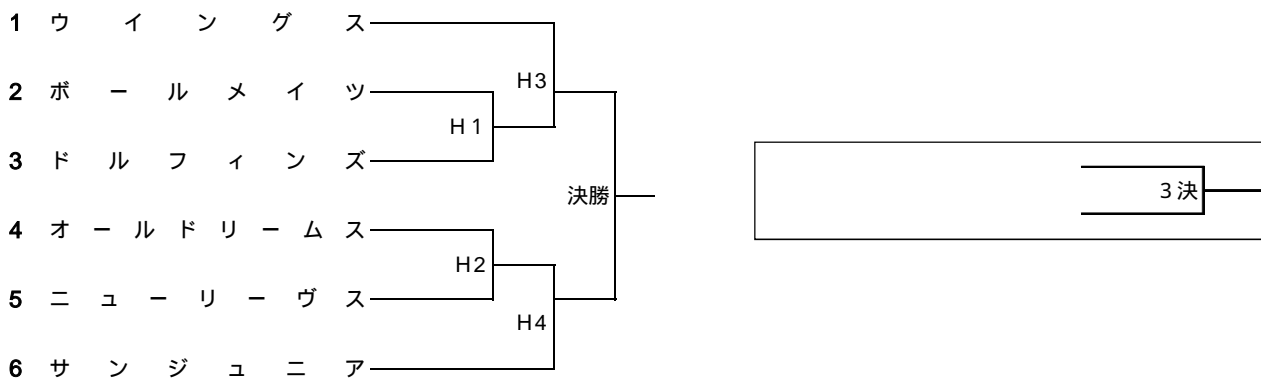 1 ウイングス
H3
2 ボールメイツ
H1
3 ドルフィンズ
3決
決勝
4 オールドリームス
H2
5 ニューリーヴス
H4
6 サンジュニア